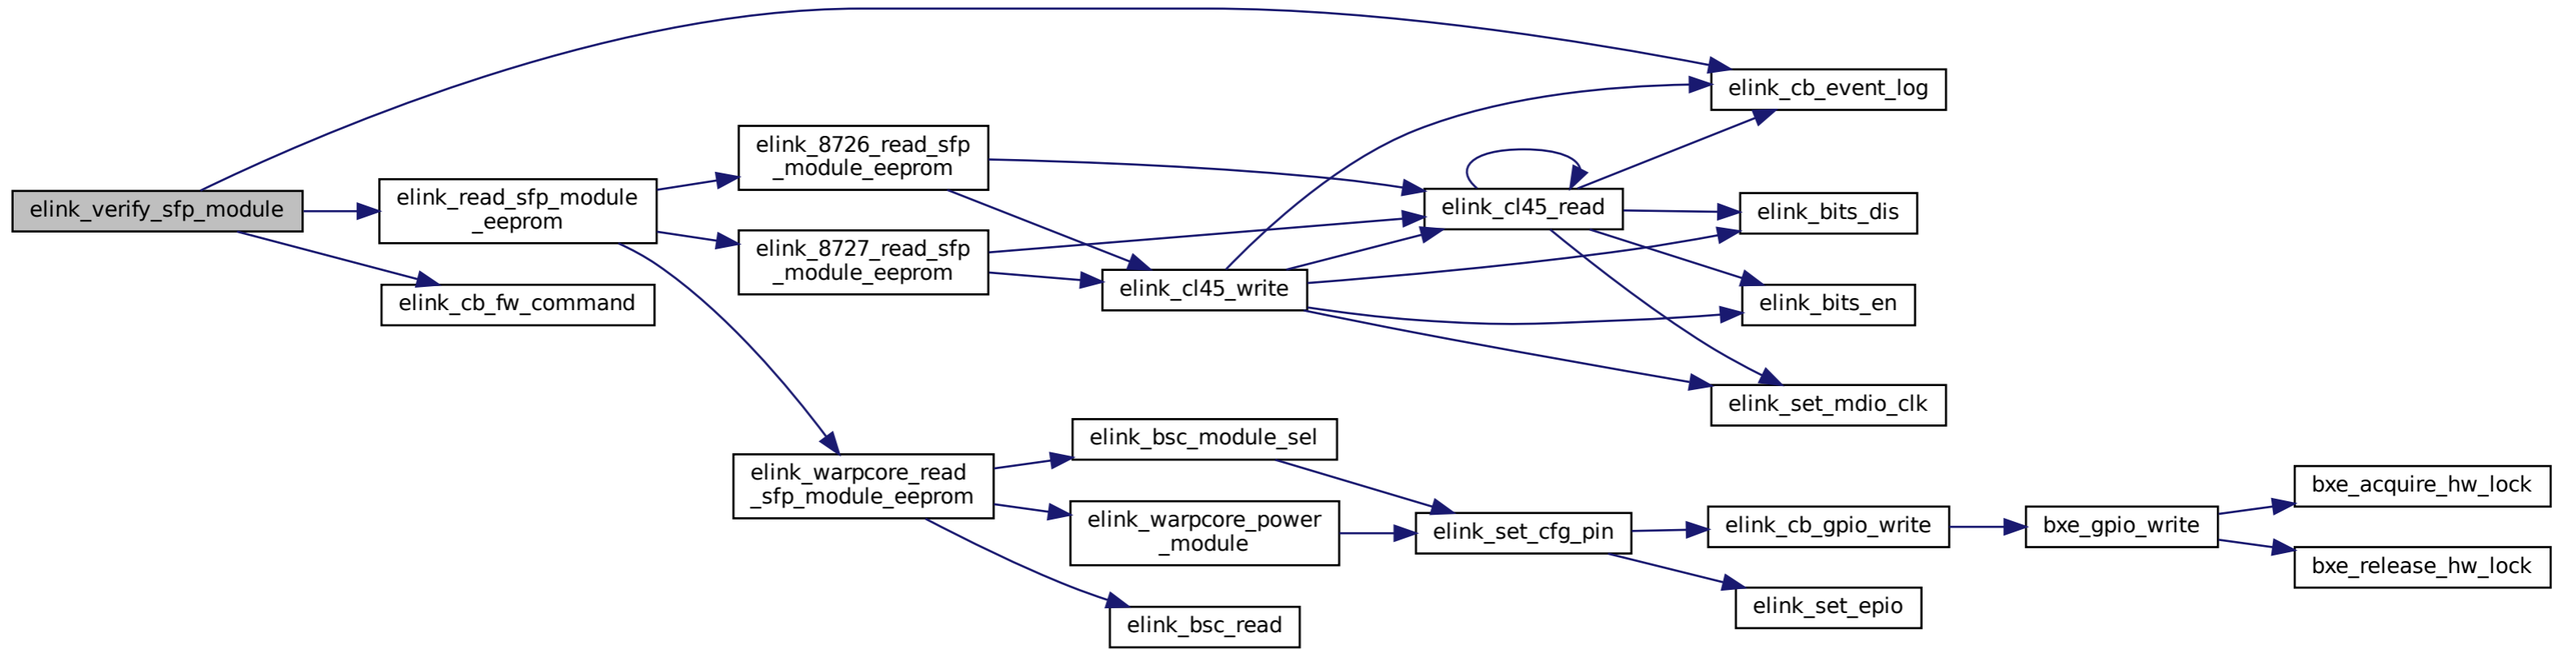 elink_verify_sfp_module
elink_read_sfp_module
_eeprom
elink_cb_fw_command
elink_8726_read_sfp
_module_eeprom
elink_8727_read_sfp
_module_eeprom
elink_warpcore_read
_sfp_module_eeprom
elink_cl45_write
elink_bsc_module_sel
elink_warpcore_power
_module
elink_bsc_read
elink_cl45_read
elink_set_cfg_pin
elink_cb_event_log
elink_bits_dis
elink_bits_en
elink_set_mdio_clk
elink_cb_gpio_write
elink_set_epio
bxe_gpio_write
bxe_acquire_hw_lock
bxe_release_hw_lock